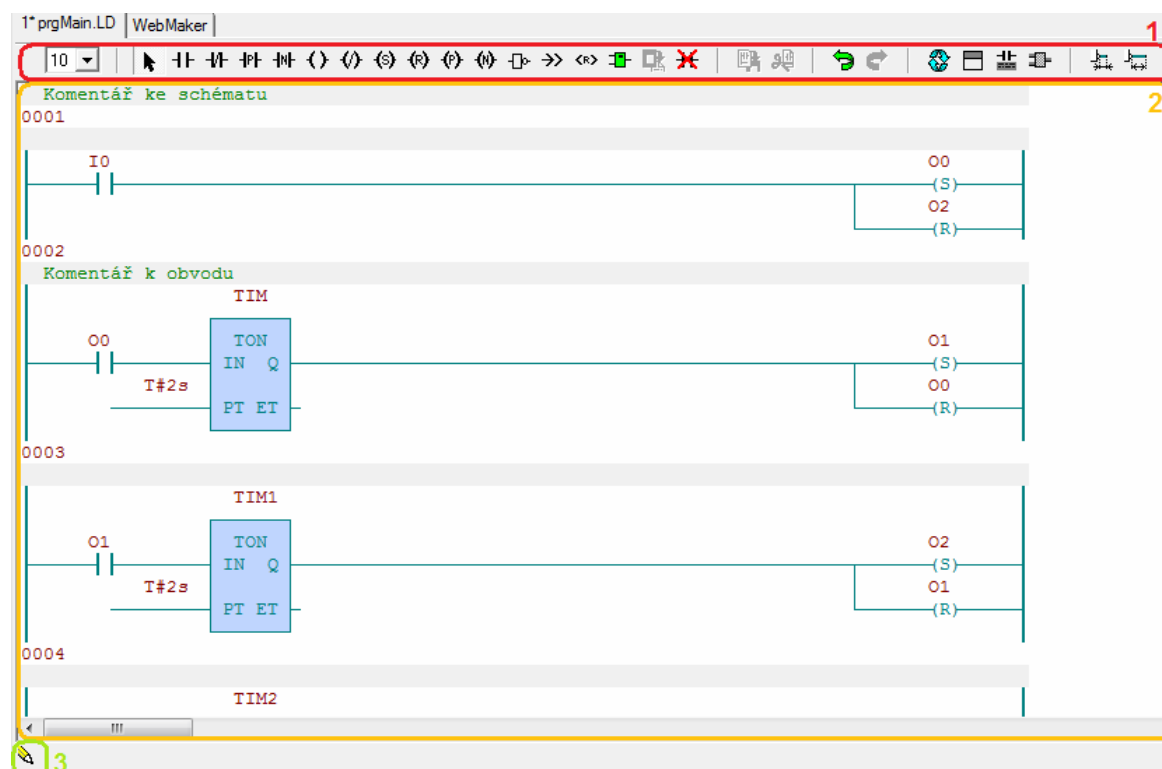 1* prgMain.LD WebMaker
1
10 P N ( ) (/) (S) (R) (P) (N) >> <R>
2
Komentář ke schématu
0001
I0 O0
(S)
O2
(R)
0002
Komentář k obvodu
TIM
O0 TON O1
IN Q (S)
T#2s O0
PT ET (R)
0003
TIM1
O1 TON O2
IN Q (S)
T#2s O1
PT ET (R)
0004
TIM2
3